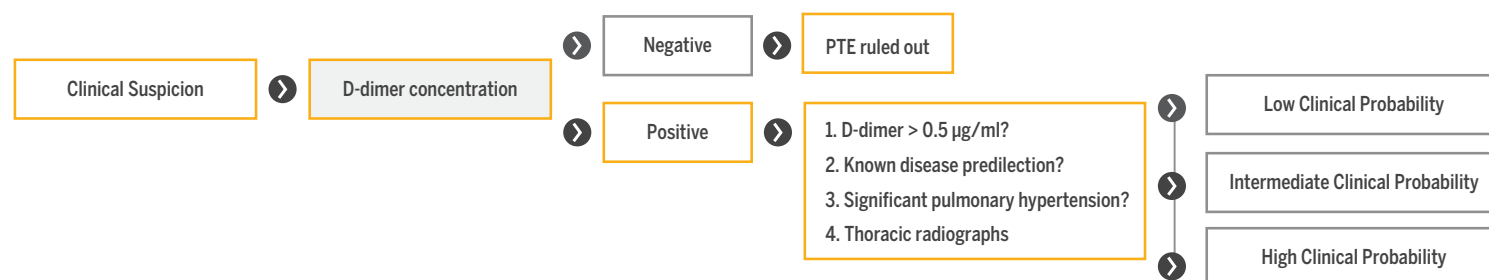 Clinical Suspicion
D-dimer concentration
Negative
PTE ruled out
Positive
1. D-dimer > 0.5 µg/ml?
2. Known disease predilection?
3. Significant pulmonary hypertension?
4. Thoracic radiographs
Low Clinical Probability
Intermediate Clinical Probability
High Clinical Probability